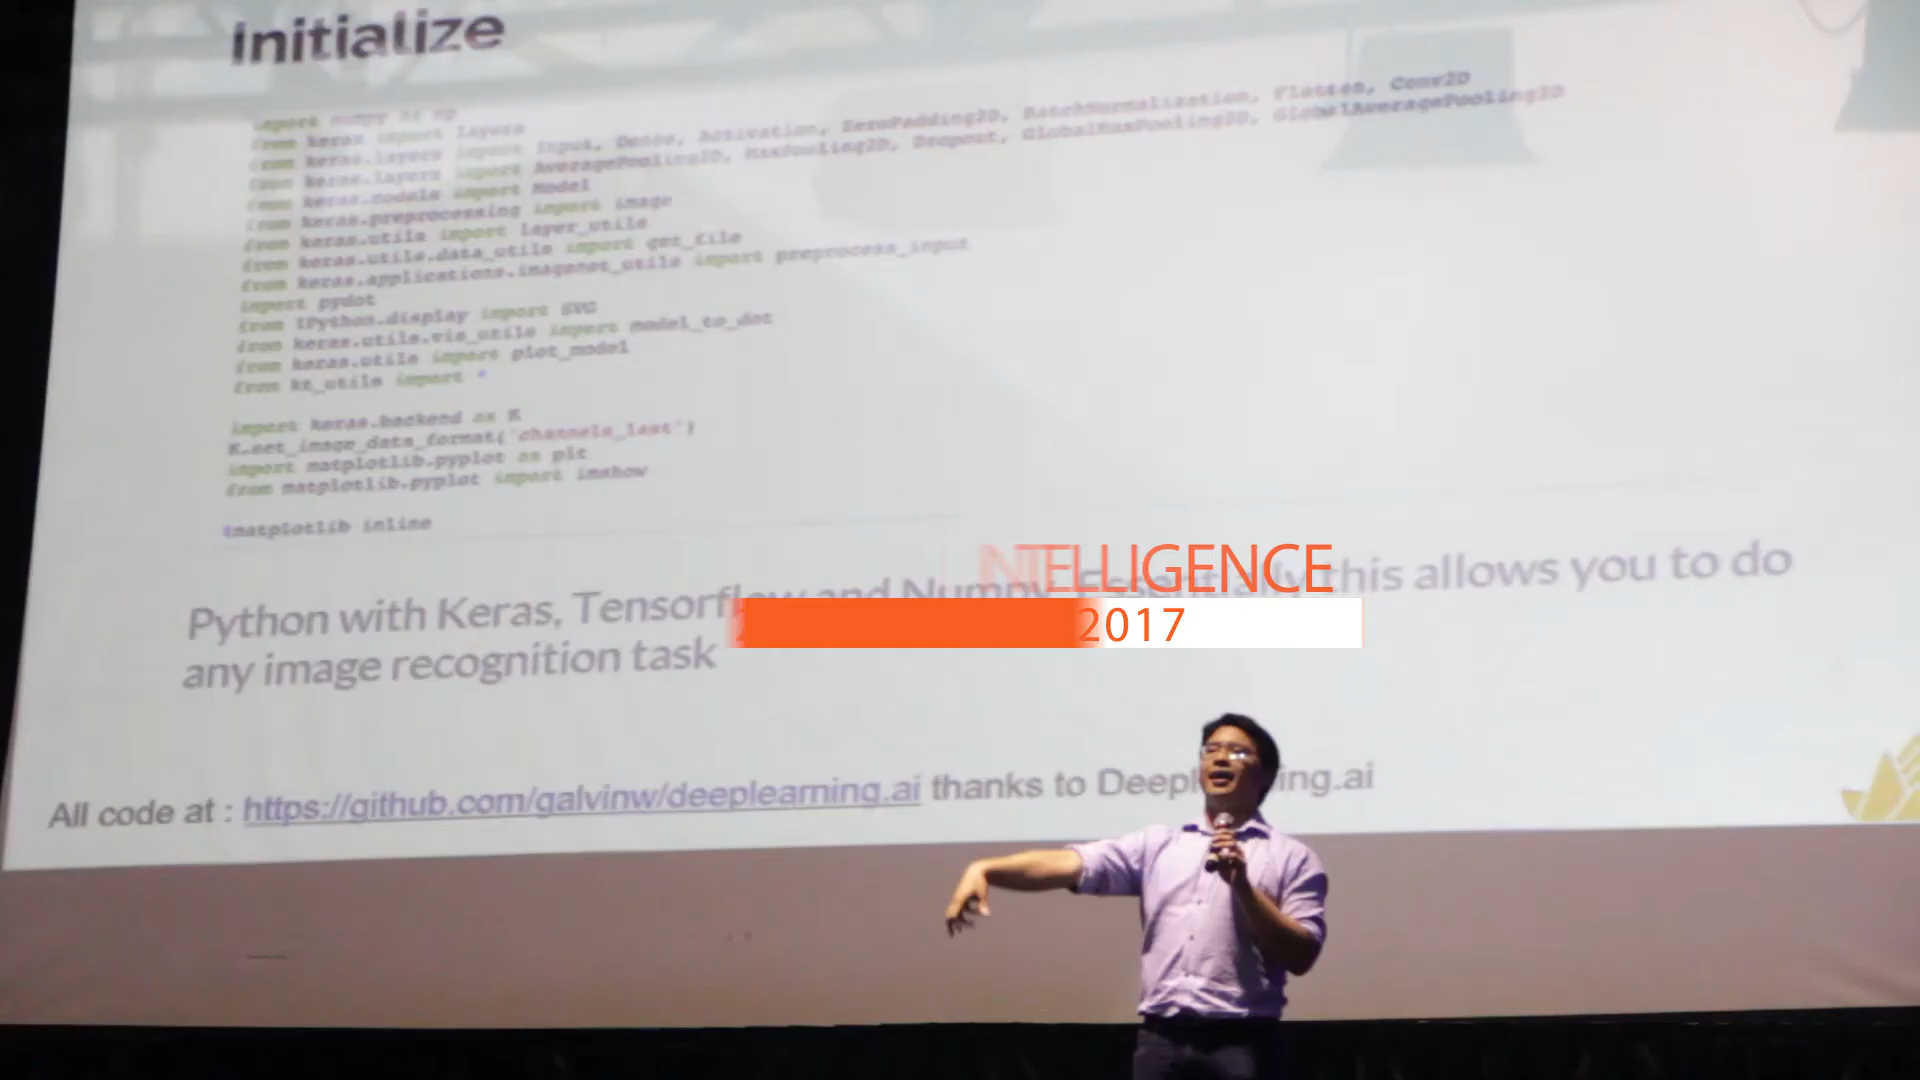 Initialize
import numpy as np
from keras import layers
from keras.layers import Input, Dense, Activation, ZeroPadding2D, BatchNormalization, Flatten, Conv2D
from keras.layers import AveragePooling2D, MaxPooling2D, Dropout, GlobalMaxPooling2D, GlobalAveragePooling2D
from keras.models import Model
from keras.preprocessing import image
from keras.utils import layer_utils
from keras.utils.data_utils import get_file
from keras.applications.imagenet_utils import preprocess_input
import pydot
from IPython.display import SVG
from keras.utils.vis_utils import model_to_dot
from keras.utils import plot_model
from kt_utils import *
import keras.backend as K
K.set_image_data_format('channels_last')
import matplotlib.pyplot as plt
from matplotlib.pyplot import imshow
%matplotlib inline
INTELLIGENCE
2017
Python with Keras, Tensorflow and Numpy. Essentially this allows you to do
any image recognition task
All code at : https://github.com/galvinw/deeplearning.ai thanks to Deeplearning.ai